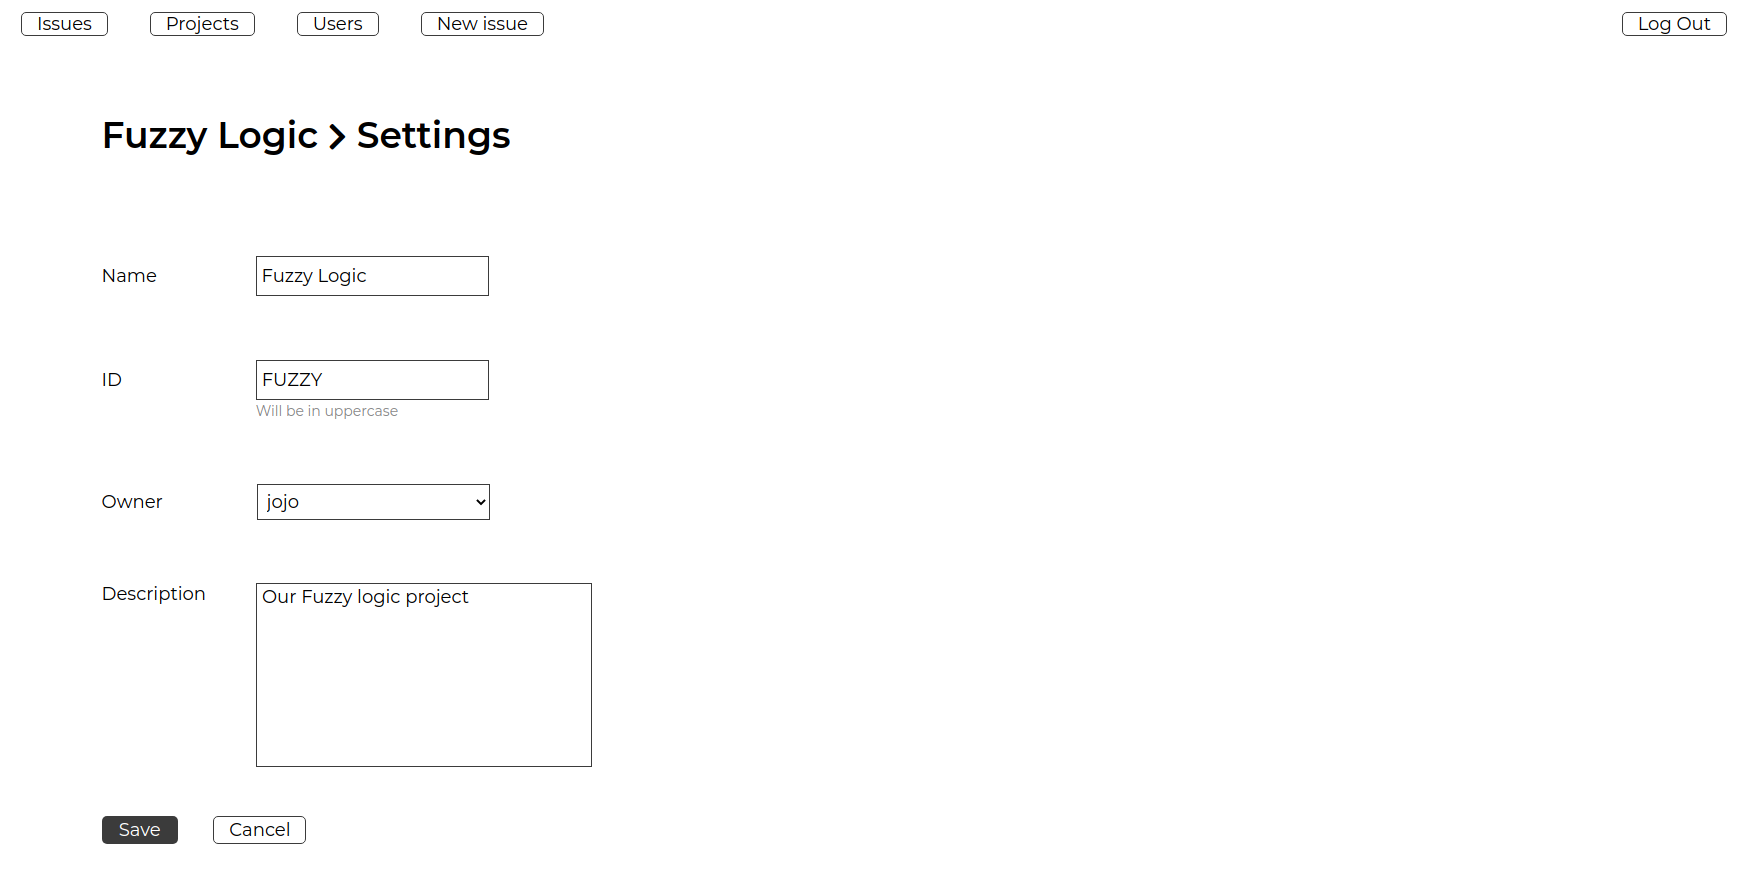 Issues Projects Users New issue Log Out
Fuzzy Logic > Settings
Name Fuzzy Logic
ID FUZZY
Will be in uppercase
Owner jojo
Description Our Fuzzy logic project
Save Cancel